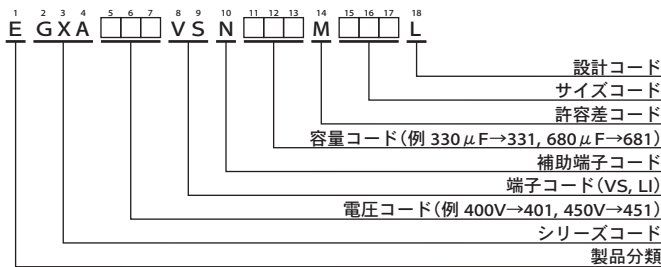 1 2 3 4 5 6 7 8 9 10 11 12 13 14 15 16 17 18
E G X A □□□ V S N □□□ M □□□ L
設計コード
サイズコード
許容差コード
容量コード(例 330μF→331, 680μF→681)
補助端子コード
端子コード(VS, LI)
電圧コード(例 400V→401, 450V→451)
シリーズコード
製品分類